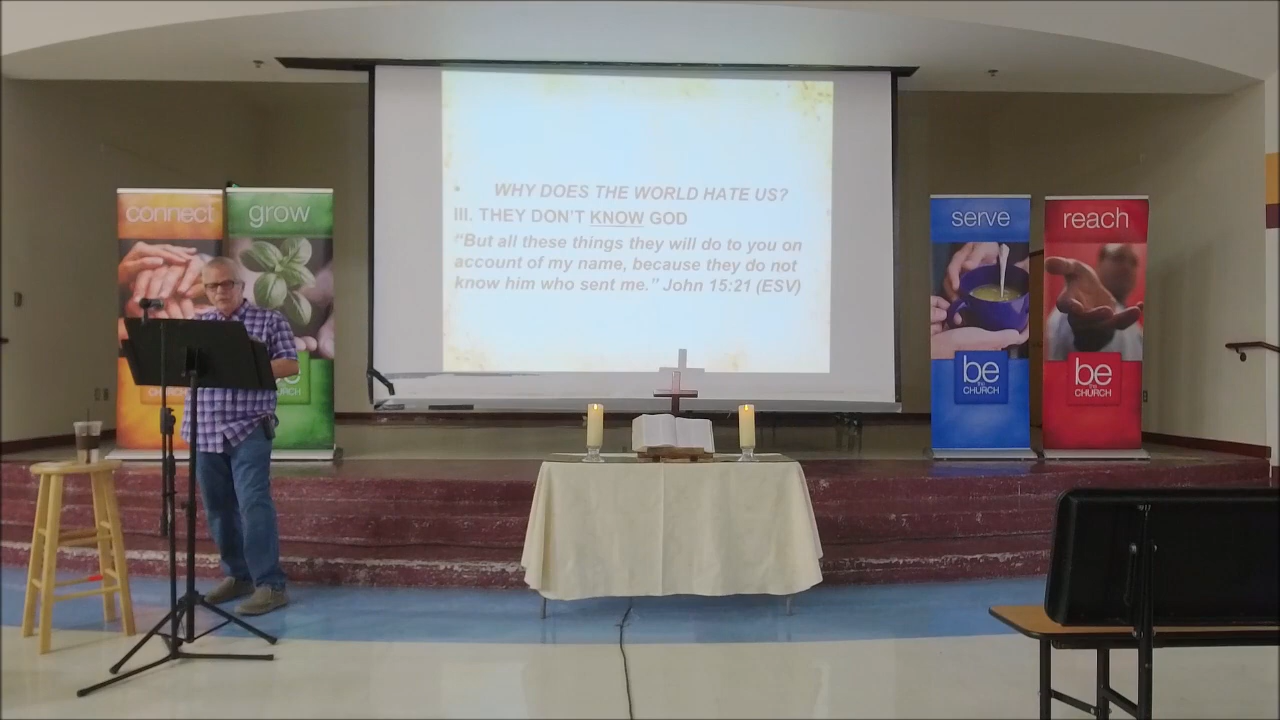 connect
grow
WHY DOES THE WORLD HATE US?
III. THEY DON'T KNOW GOD
"But all these things they will do to you on
account of my name, because they do not
know him who sent me." John 15:21 (ESV)
serve
reach
CHURCH
be
CHURCH
be
CHURCH